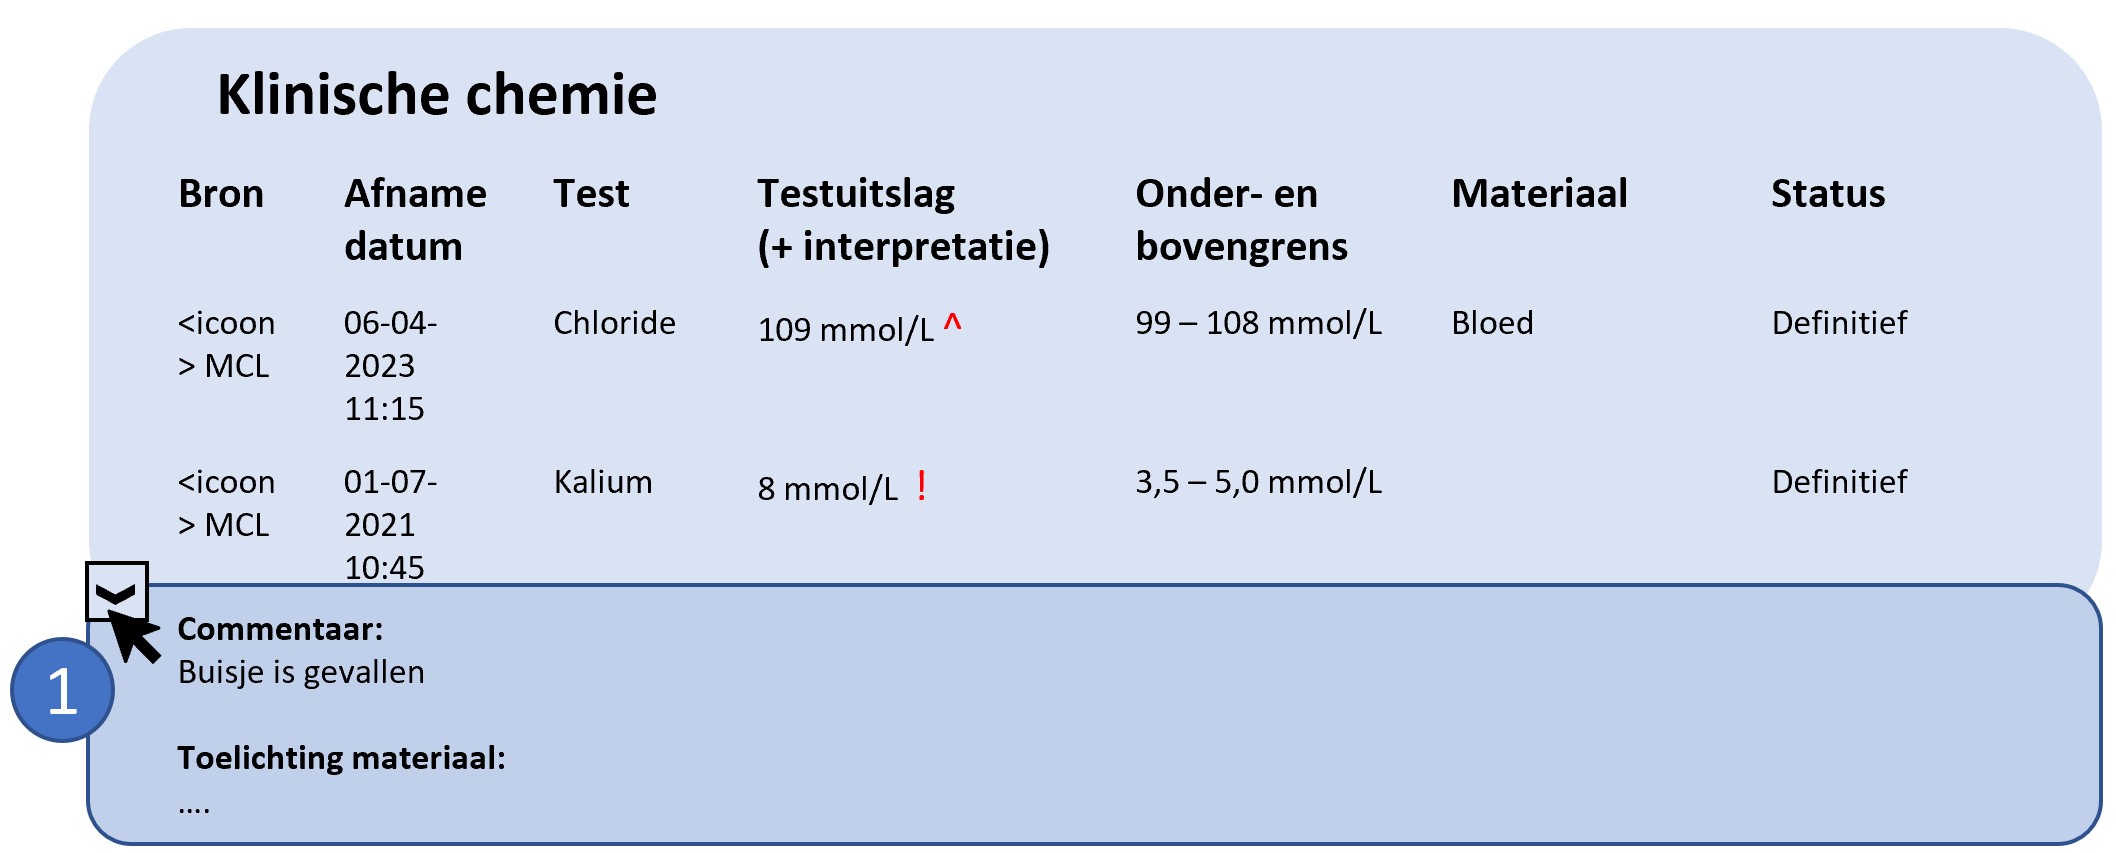 Klinische chemie
Bron Afname datum Test Testuitslag (+ interpretatie) Onder- en bovengrens Materiaal Status
<icoon > MCL 06-04-2023 11:15 Chloride 109 mmol/L ^ 99 – 108 mmol/L Bloed Definitief
<icoon > MCL 01-07-2021 10:45 Kalium 8 mmol/L ! 3,5 – 5,0 mmol/L Definitief
1
Commentaar:
Buisje is gevallen
Toelichting materiaal:
....